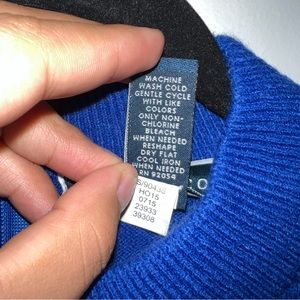 MACHINE
WASH COLD
GENTLE CYCLE
WITH LIKE
COLORS
ONLY NON-
CHLORINE
BLEACH
WHEN NEEDED
RESHAPE
DRY FLAT
COOL IRON
WHEN NEEDED
RN 92054
S/90438
HO15
0715
23933
39308